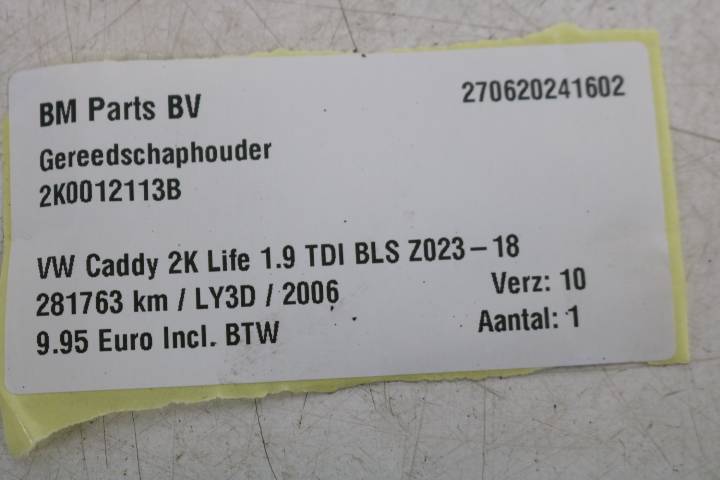 BM Parts BV 270620241602
Gereedschaphouder
2K0012113B
VW Caddy 2K Life 1.9 TDI BLS Z023-18
281763 km / LY3D / 2006 Verz: 10
9.95 Euro Incl. BTW Aantal: 1